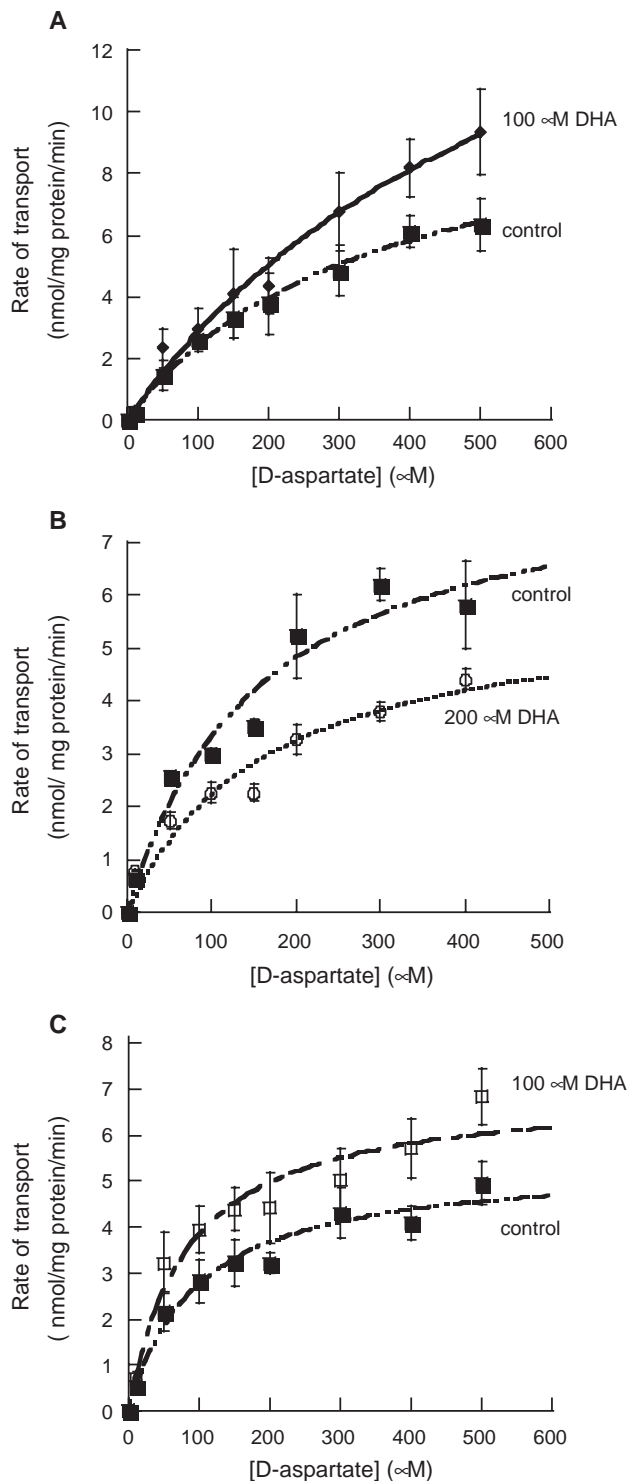 A
12
10
8
6
4
2
0
Rate of transport
(nmol/mg protein/min)
100 ∝M DHA
control
0 100 200 300 400 500 600
[D-aspartate] (∝M)
B
7
6
5
4
3
2
1
0
Rate of transport
(nmol/ mg protein/min)
control
200 ∝M DHA
0 100 200 300 400 500
[D-aspartate] (∝M)
C
8
7
6
5
4
3
2
1
0
Rate of transport
( nmol/mg protein/min)
100 ∝M DHA
control
0 100 200 300 400 500 600
[D-aspartate] (∝M)